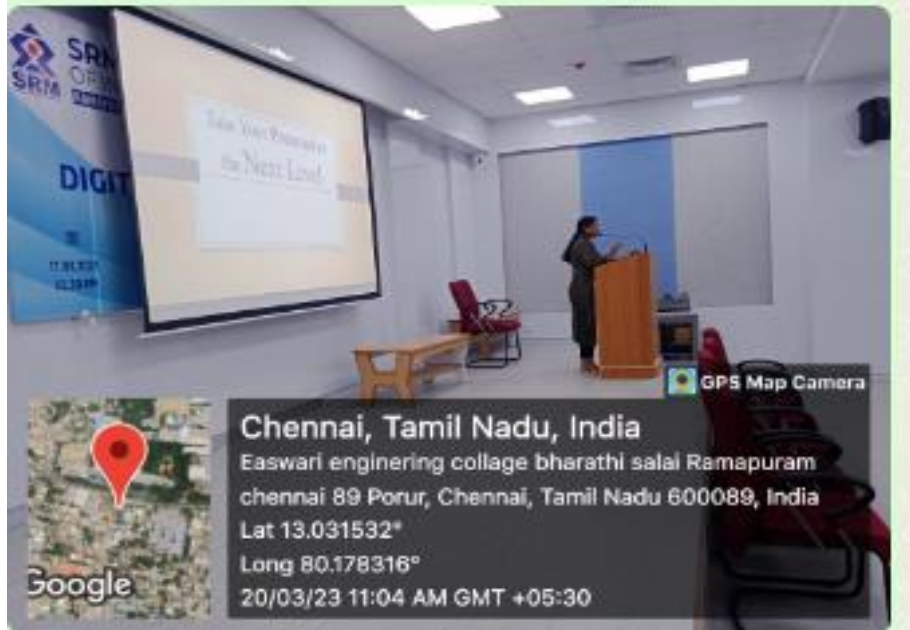 SRM
SRM
OF
DIGIT
Take Your Presentation
the Next Level
GPS Map Camera
Chennai, Tamil Nadu, India
Easwari enginering collage bharathi salai Ramapuram
chennai 89 Porur, Chennai, Tamil Nadu 600089, India
Lat 13.031532°
Long 80.178316°
20/03/23 11:04 AM GMT +05:30
Google